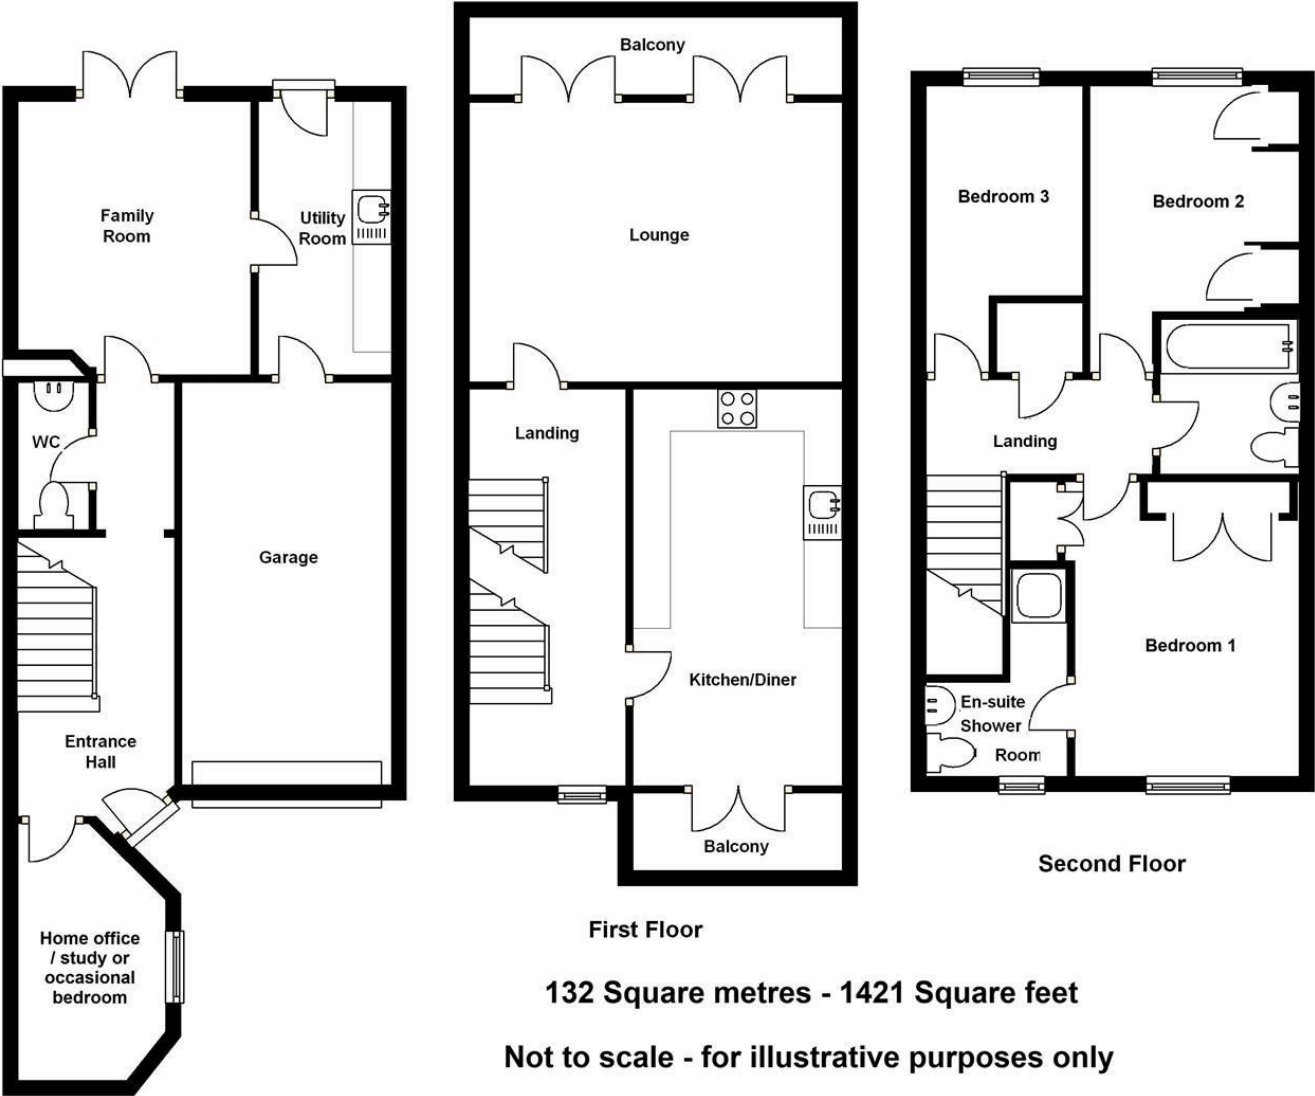 Family
Room
Utility
Room
WC
Garage
Entrance
Hall
Home office
/ study or
occasional
bedroom
Balcony
Lounge
Landing
Kitchen/Diner
Balcony
First Floor
Bedroom 3
Bedroom 2
Landing
Bedroom 1
En-suite
Shower
Room
Second Floor
132 Square metres - 1421 Square feet
Not to scale - for illustrative purposes only